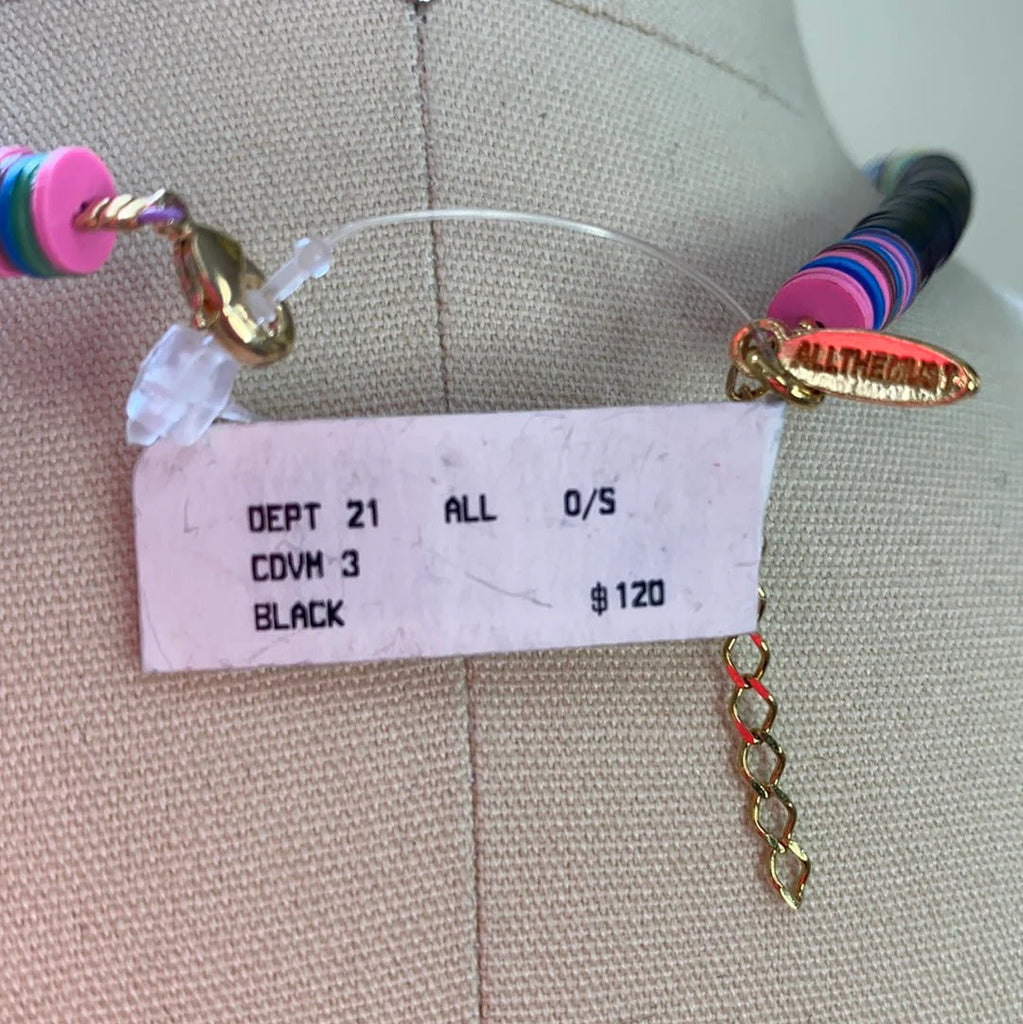 ALLTHEMUST
DEPT 21 ALL O/S
CDVM 3
BLACK $120